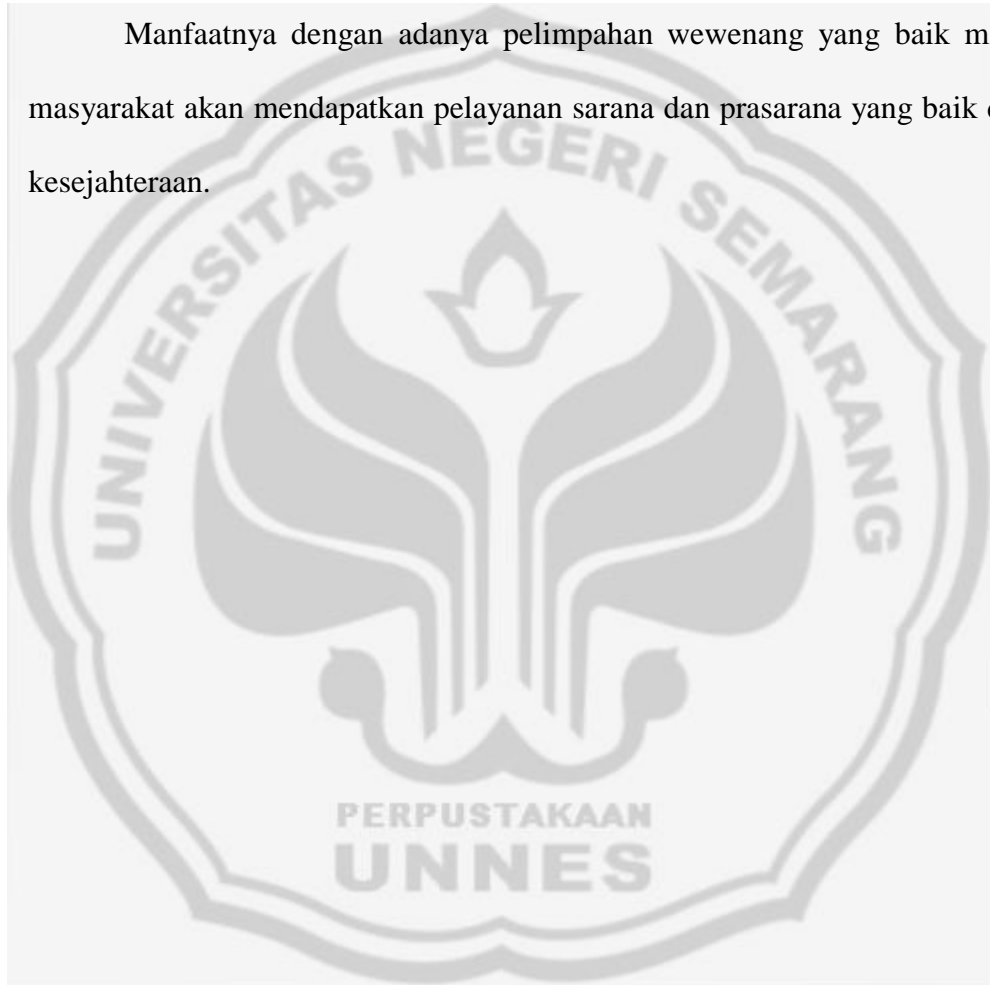 Manfaatnya dengan adanya pelimpahan wewenang yang baik
masyarakat akan mendapatkan pelayanan sarana dan prasarana yang baik
kesejahteraan.
UNIVERSITAS NEGERI SEMARANG
PERPUSTAKAAN
UNNES